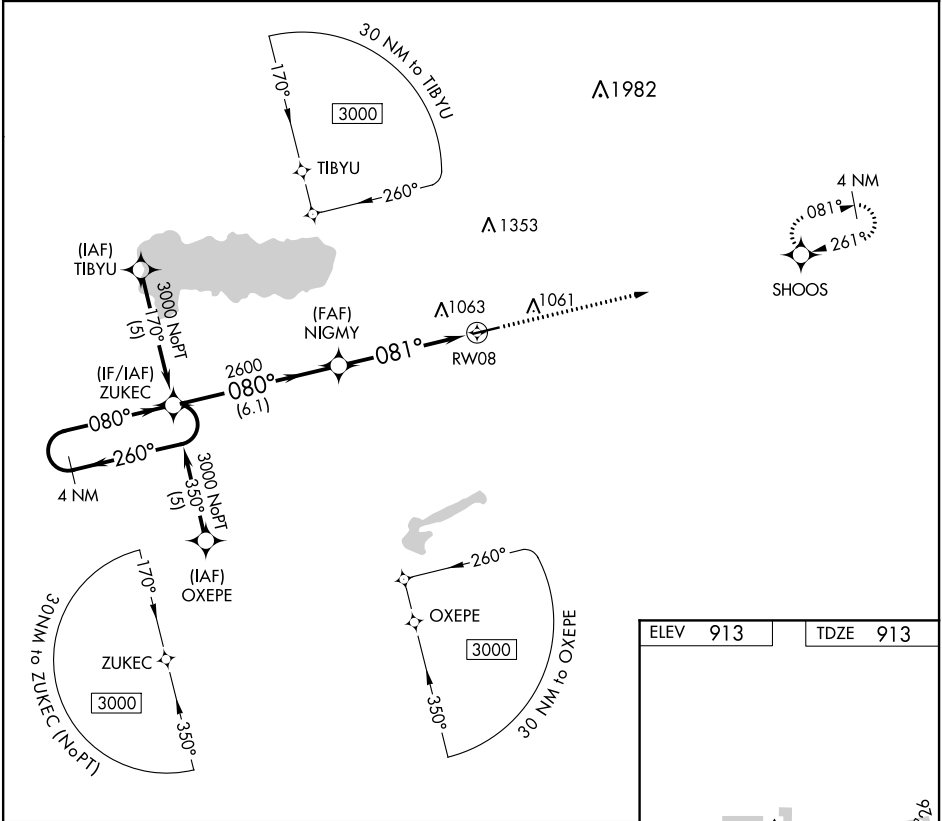 30 NM to TIBYU
170°
3000
TIBYU
260°
1982
1353
4 NM
081°
261°
SHOOS
(IAF)
TIBYU
3000 NoPT
170°
(5)
(FAF)
NIGMY
1063
1061
081°
RW08
(IF/IAF)
ZUKEC
2600
080°
(6.1)
080°
260°
4 NM
3000 NoPT
350°
(5)
(IAF)
OXEPE
170°
30NM to ZUKEC (NoPT)
ZUKEC
3000
350°
260°
OXEPE
3000
350°
30 NM to OXEPE
ELEV 913
TDZE 913